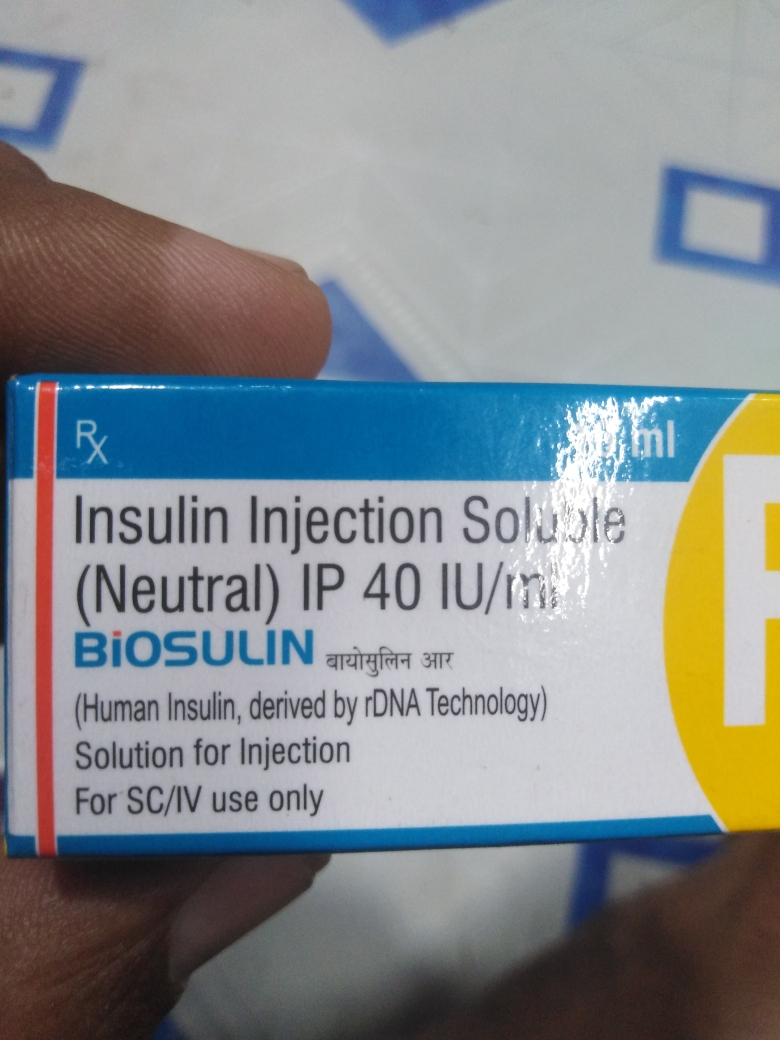 Rx
10 ml
Insulin Injection Soluble
(Neutral) IP 40 IU/ml
BiOSULIN बायोसुलिन आर
(Human Insulin, derived by rDNA Technology)
Solution for Injection
For SC/IV use only